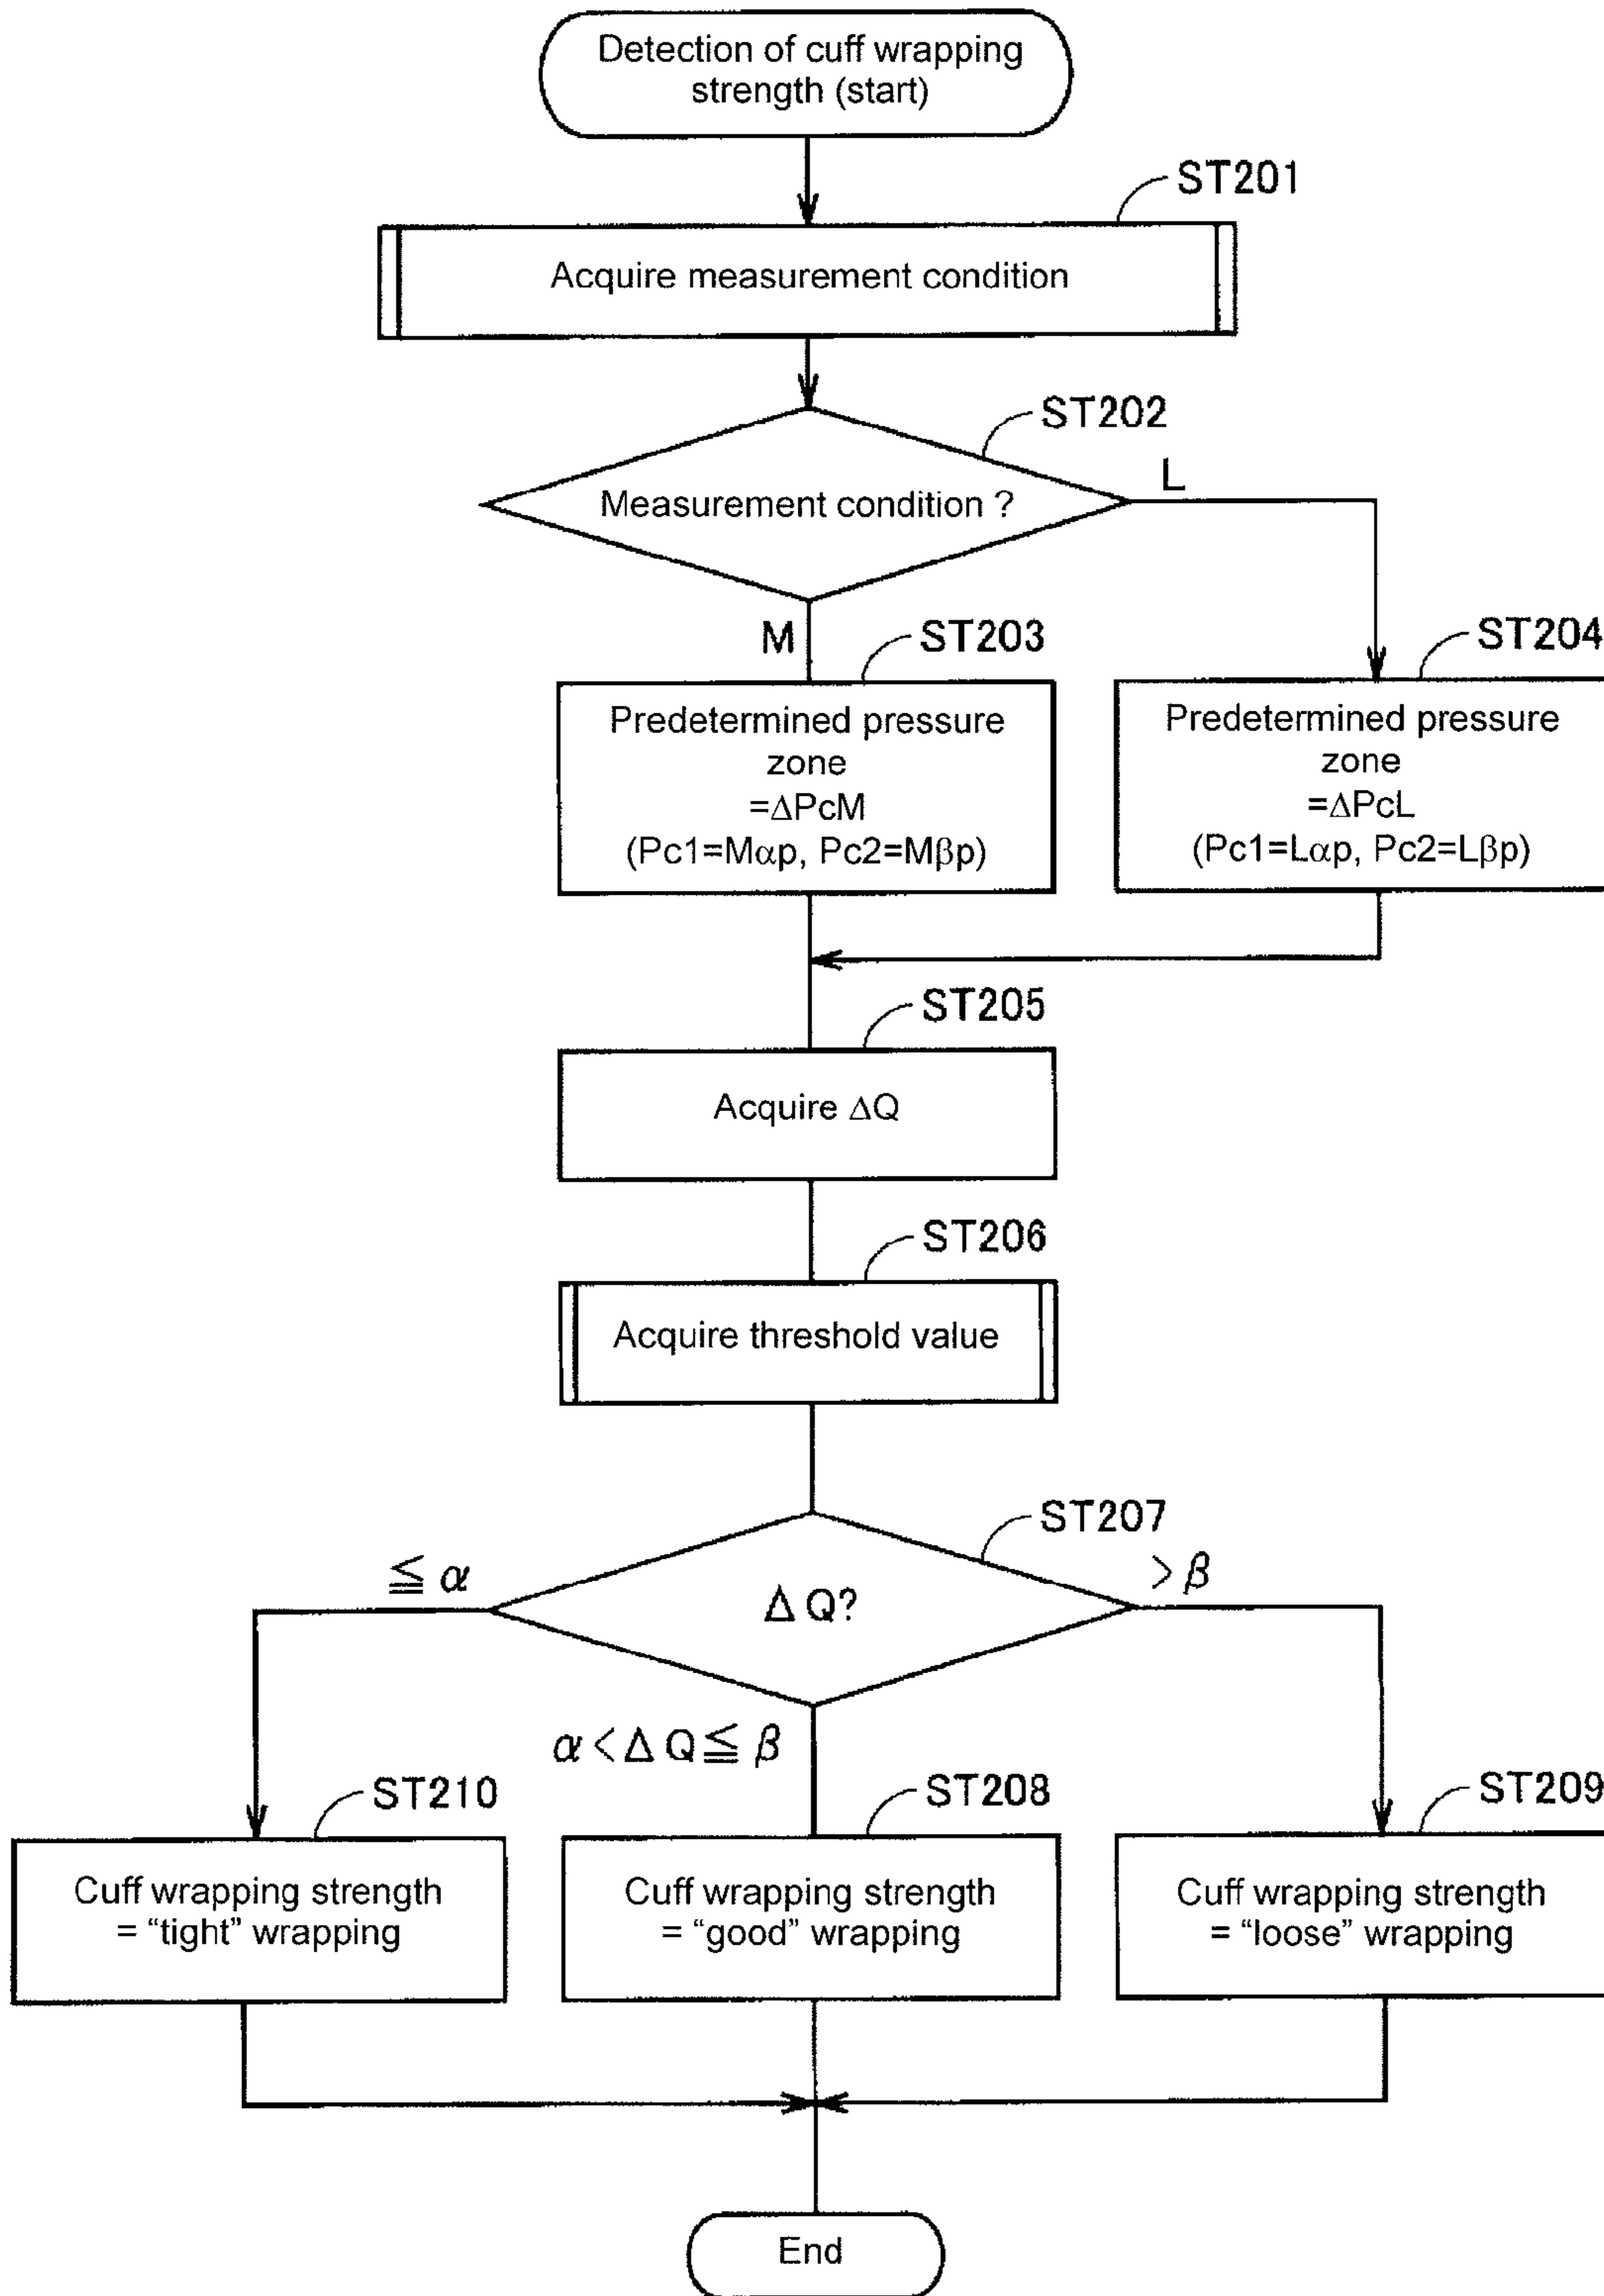 Detection of cuff wrapping
strength (start)
ST201
Acquire measurement condition
ST202
Measurement condition ?
L
M
ST203
Predetermined pressure
zone
=ΔPcM
(Pc1=Mαp, Pc2=Mβp)
ST204
Predetermined pressure
zone
=ΔPcL
(Pc1=Lαp, Pc2=Lβp)
ST205
Acquire ΔQ
ST206
Acquire threshold value
ST207
ΔQ?
≦ α
> β
α < Δ Q ≦ β
ST210
Cuff wrapping strength
= “tight” wrapping
ST208
Cuff wrapping strength
= “good” wrapping
ST209
Cuff wrapping strength
= “loose” wrapping
End